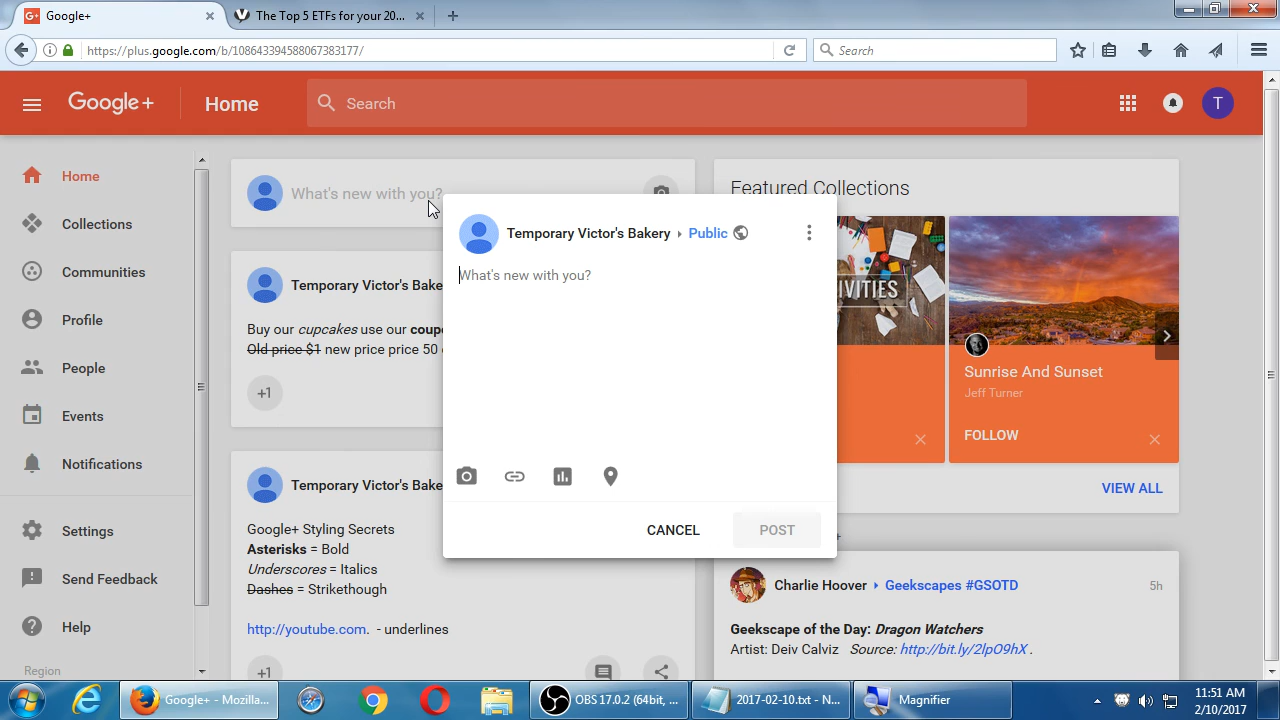 Google+
The Top 5 ETFs for your 20...
https://plus.google.com/b/108643394588067383177/
Search
Google+
Home
Search
T
Home
Collections
Communities
Profile
People
Events
Notifications
Settings
Send Feedback
Help
Region
What's new with you?
Temporary Victor's Bake
Buy our cupcakes use our coup
Old price $1 new price price 50
+1
Temporary Victor's Bake
Google+ Styling Secrets
Asterisks = Bold
Underscores = Italics
Dashes = Strikethough
http://youtube.com. - underlines
+1
Temporary Victor's Bakery
Public
What's new with you?
CANCEL
POST
Featured Collections
IVITIES
Sunrise And Sunset
Jeff Turner
FOLLOW
VIEW ALL
Charlie Hoover
Geekscapes #GSOTD
5h
Geekscape of the Day: Dragon Watchers
Artist: Deiv Calviz Source: http://bit.ly/2lpO9hX .
Google+ - Mozilla...
OBS 17.0.2 (64bit, ...
2017-02-10.txt - N...
Magnifier
11:51 AM
2/10/2017